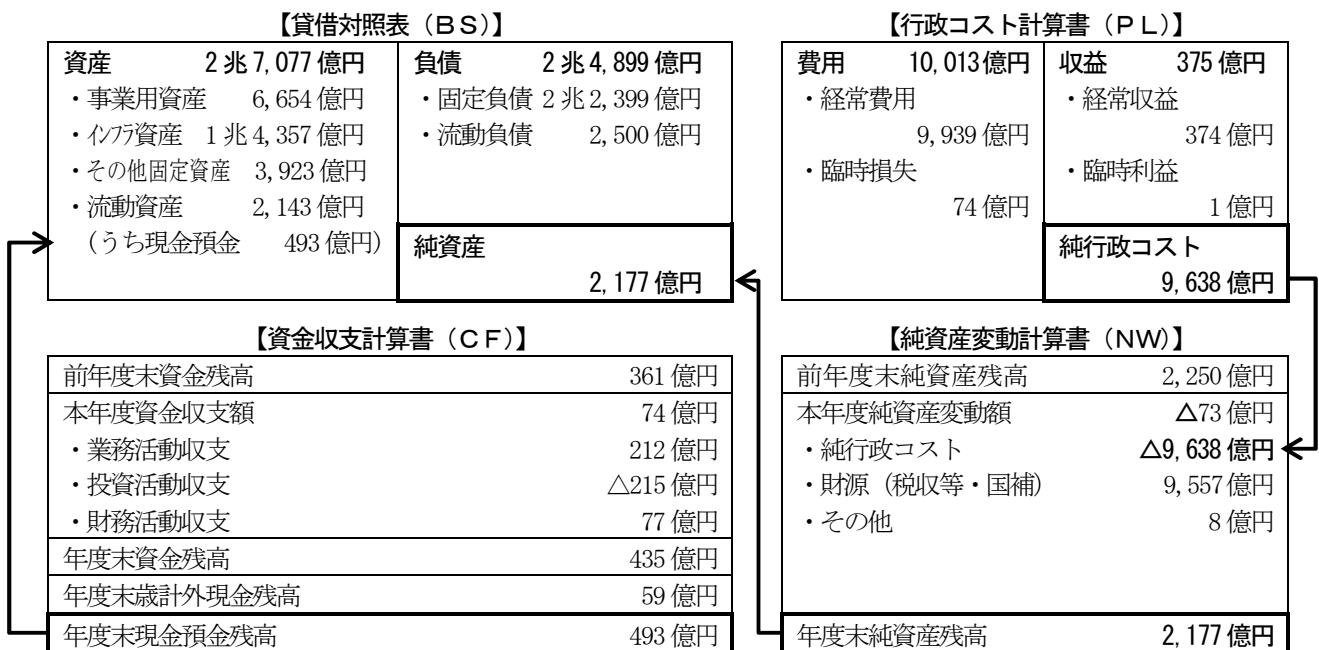 【貸借対照表（ＢＳ）】
資産 ２兆7,077億円 負債 ２兆4,899億円
・事業用資産 6,654億円 ・固定負債 ２兆2,399億円
・ｲﾝﾌﾗ資産 １兆4,357億円 ・流動負債 2,500億円
・その他固定資産 3,923億円
・流動資産 2,143億円
（うち現金預金 493億円） 純資産
2,177億円
【行政コスト計算書（ＰＬ）】
費用 10,013億円 収益 375億円
・経常費用 ・経常収益
9,939億円 374億円
・臨時損失 ・臨時利益
74億円 1億円
純行政コスト
9,638億円
【資金収支計算書（ＣＦ）】
前年度末資金残高 361億円
本年度資金収支額 74億円
・業務活動収支 212億円
・投資活動収支 △215億円
・財務活動収支 77億円
年度末資金残高 435億円
年度末歳計外現金残高 59億円
年度末現金預金残高 493億円
【純資産変動計算書（ＮＷ）】
前年度末純資産残高 2,250億円
本年度純資産変動額 △73億円
・純行政コスト △9,638億円
・財源（税収等・国補） 9,557億円
・その他 8億円
年度末純資産残高 2,177億円